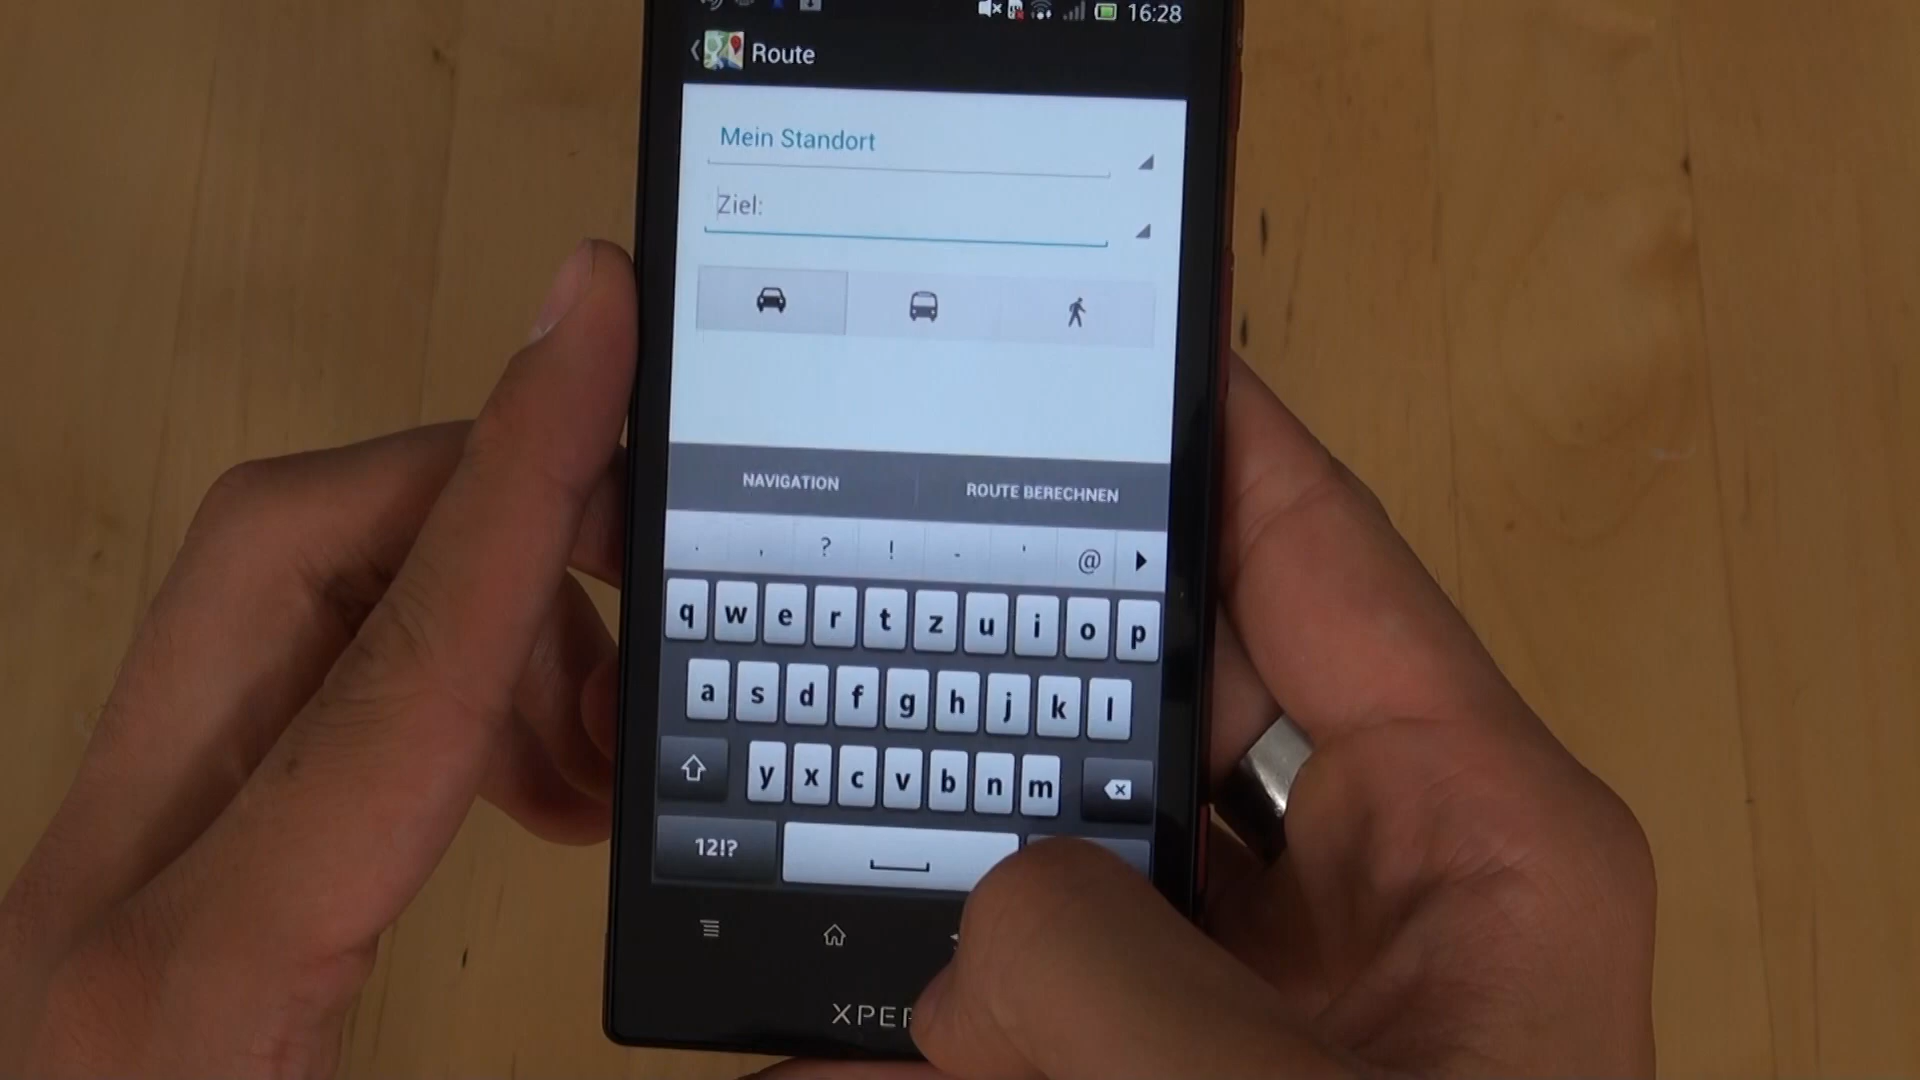 16:28
Route
Mein Standort
Ziel:
NAVIGATION
ROUTE BERECHNEN
. , ? ! - ' @
q w e r t z u i o p
a s d f g h j k l
y x c v b n m
12!?
XPER